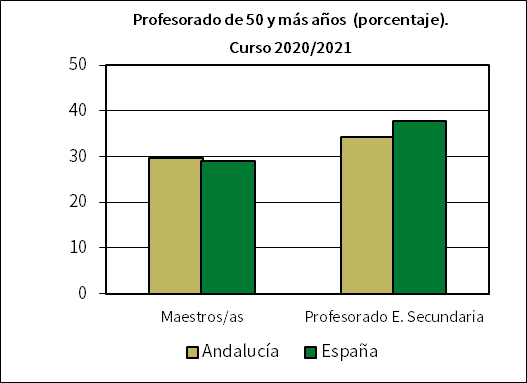 Profesorado de 50 y más años (porcentaje).
Curso 2020/2021
50
40
30
20
10
0
Maestros/as
Profesorado E. Secundaria
Andalucía
España